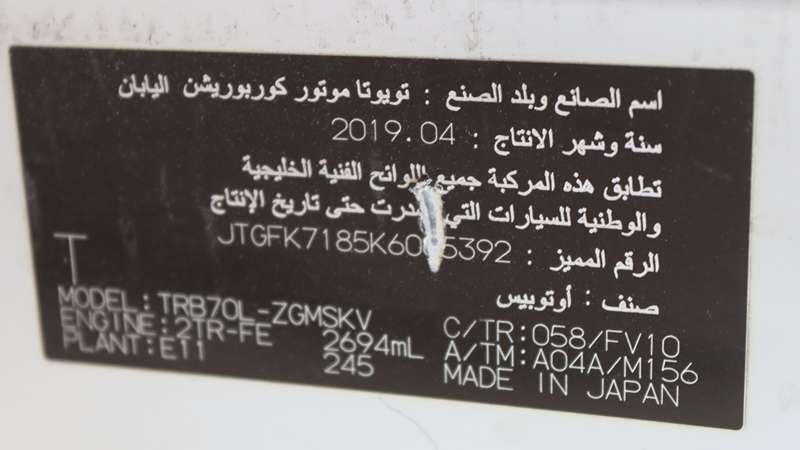 اسم الصانع وبلد الصنع : تويوتا موتور كوربوريشن اليابان
سنة وشهر الانتاج : 2019.04
تطابق هذه المركبة جميع اللوائح الفنية الخليجية
والوطنية للسيارات التي صدرت حتى تاريخ الإنتاج
الرقم المميز :
صنف : أوتوبيس
T
MODEL: TRB70L-ZGMSKV
ENGINE: 2TR-FE 2694mL
PLANT: E11 245
C/TR: 058/FV10
A/TM: A04A/M156
MADE IN JAPAN